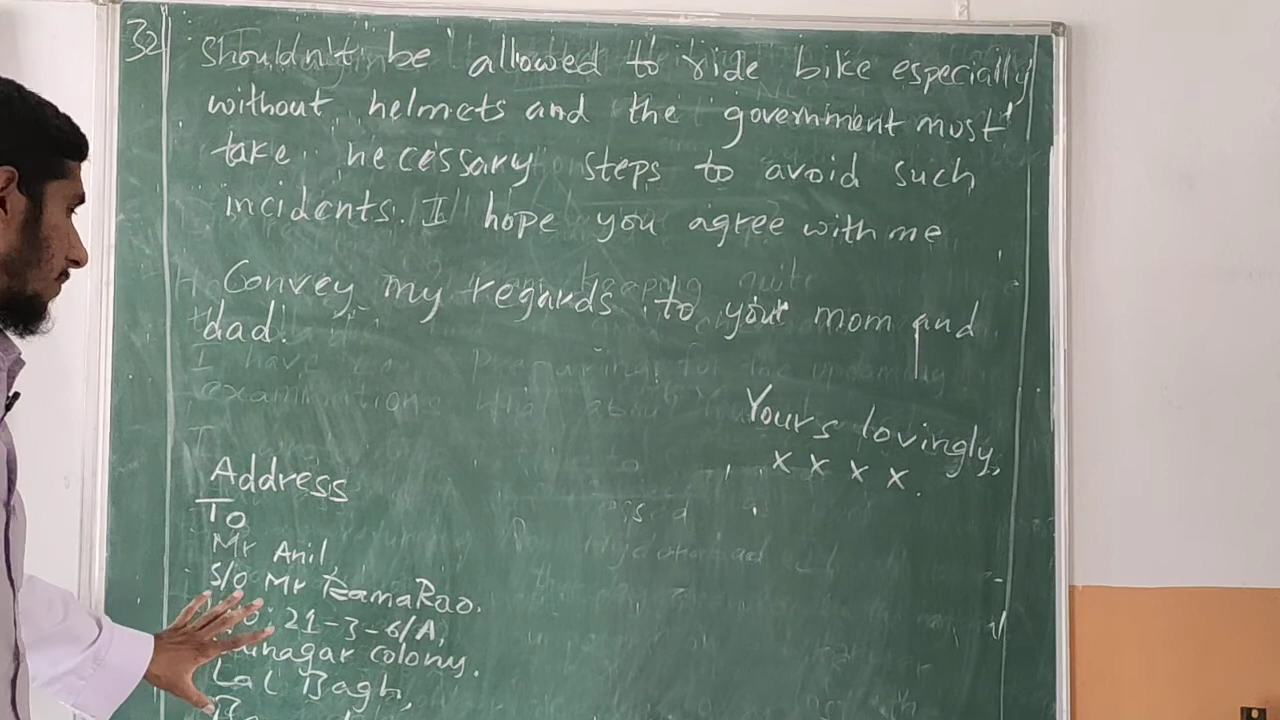 32
shouldn't be allowed to ride bike especially
without helmets and the government most
take necessary steps to avoid such
incidents. I hope you agree with me
Convey my regards to your mom and
dad.
Yours lovingly,
x x x x.
Address
To
Mr Anil,
S/o Mr RamaRao.
21-3-6/A,
colony.
Lal Bagh,